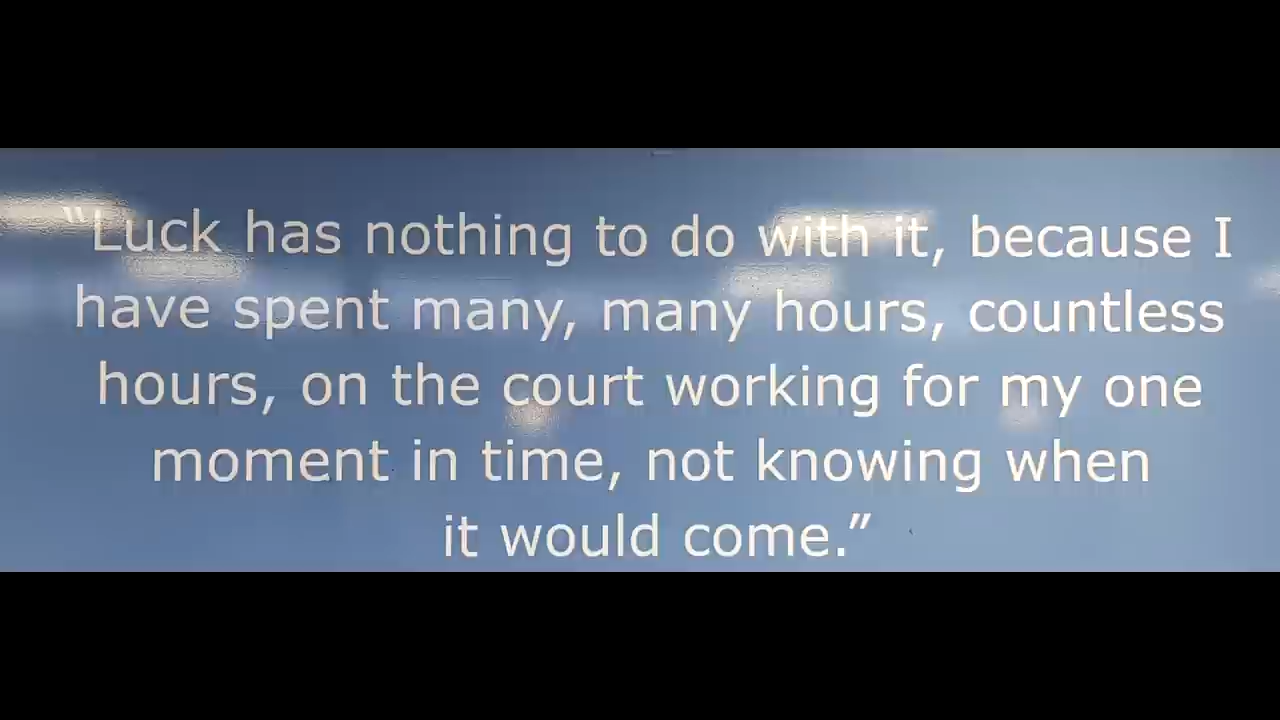 “Luck has nothing to do with it, because I
have spent many, many hours, countless
hours, on the court working for my one
moment in time, not knowing when
it would come.”